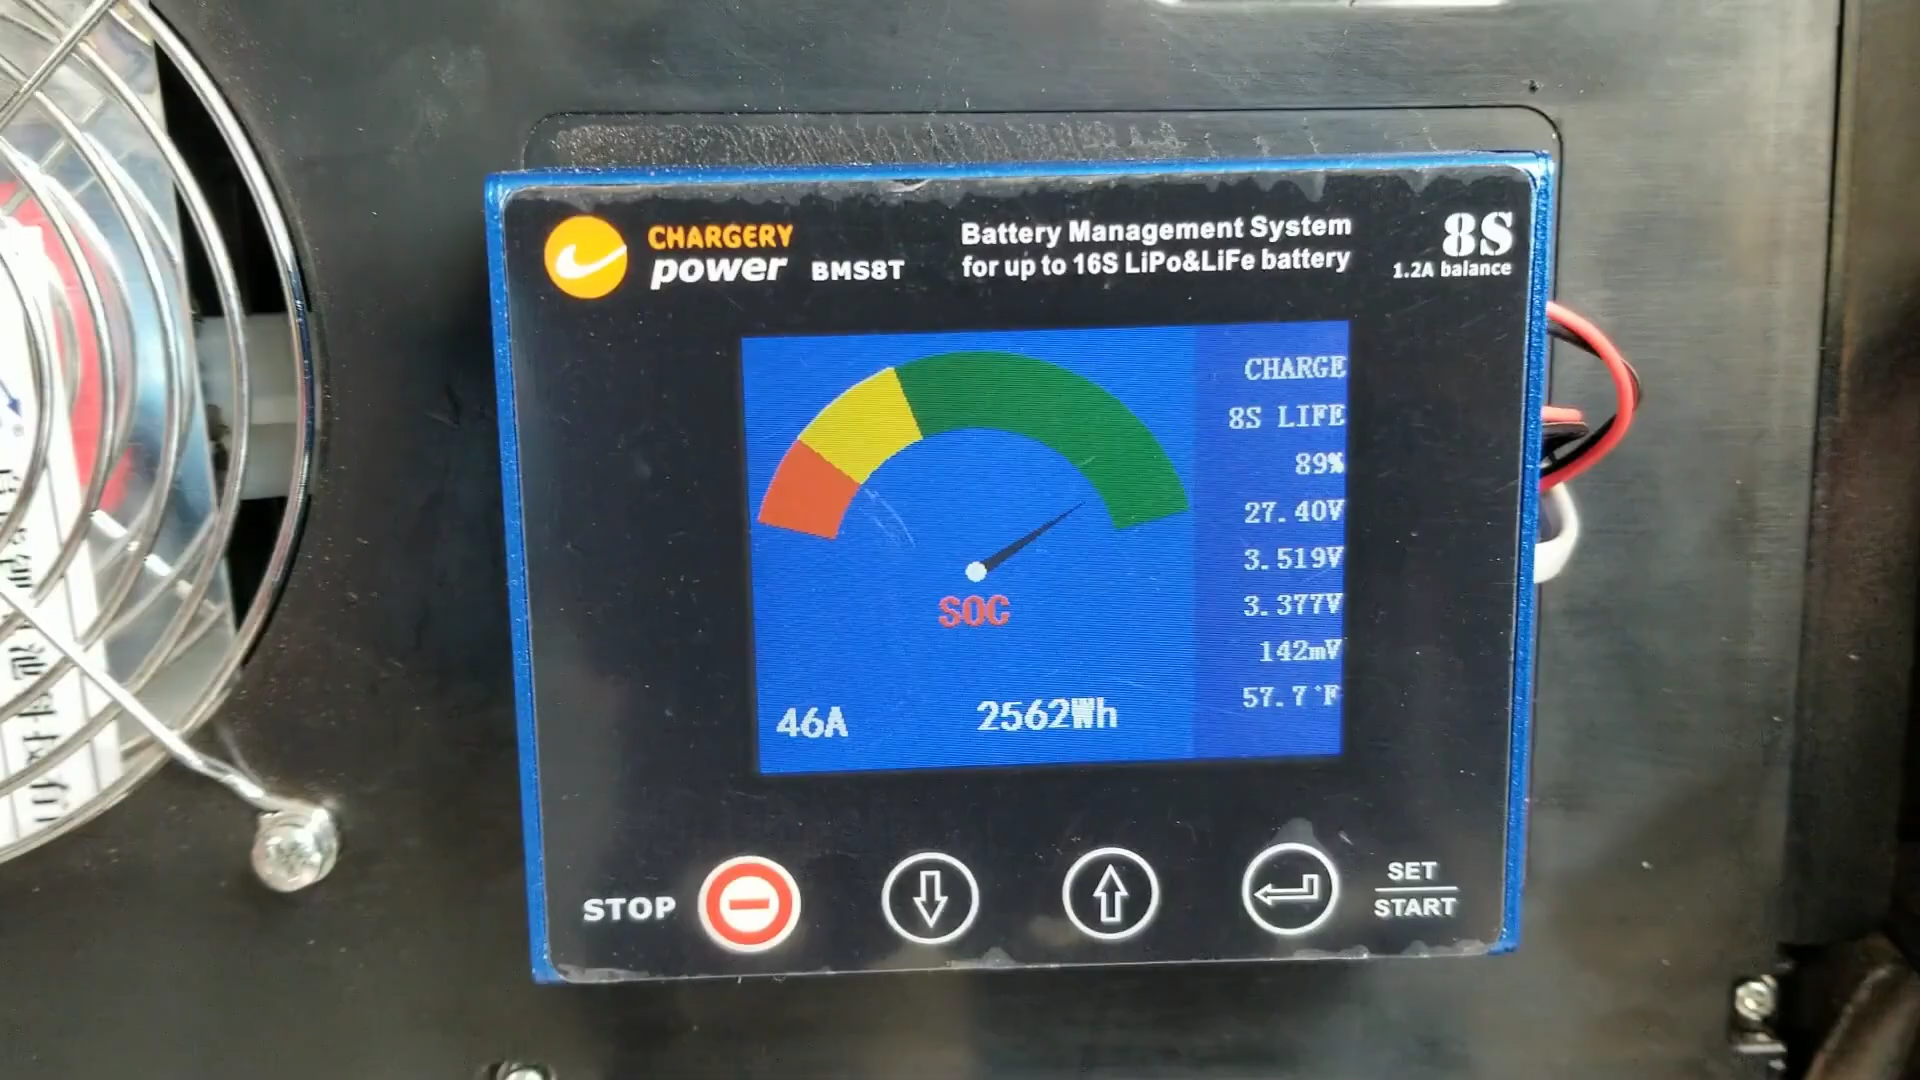 CHARGERY
power BMS8T
Battery Management System
for up to 16S LiPo&LiFe battery
8S
1.2A balance
CHARGE
8S LIFE
89%
27.40V
3.519V
3.377V
142mV
57.7°F
SOC
46A
2562Wh
STOP
SET
START